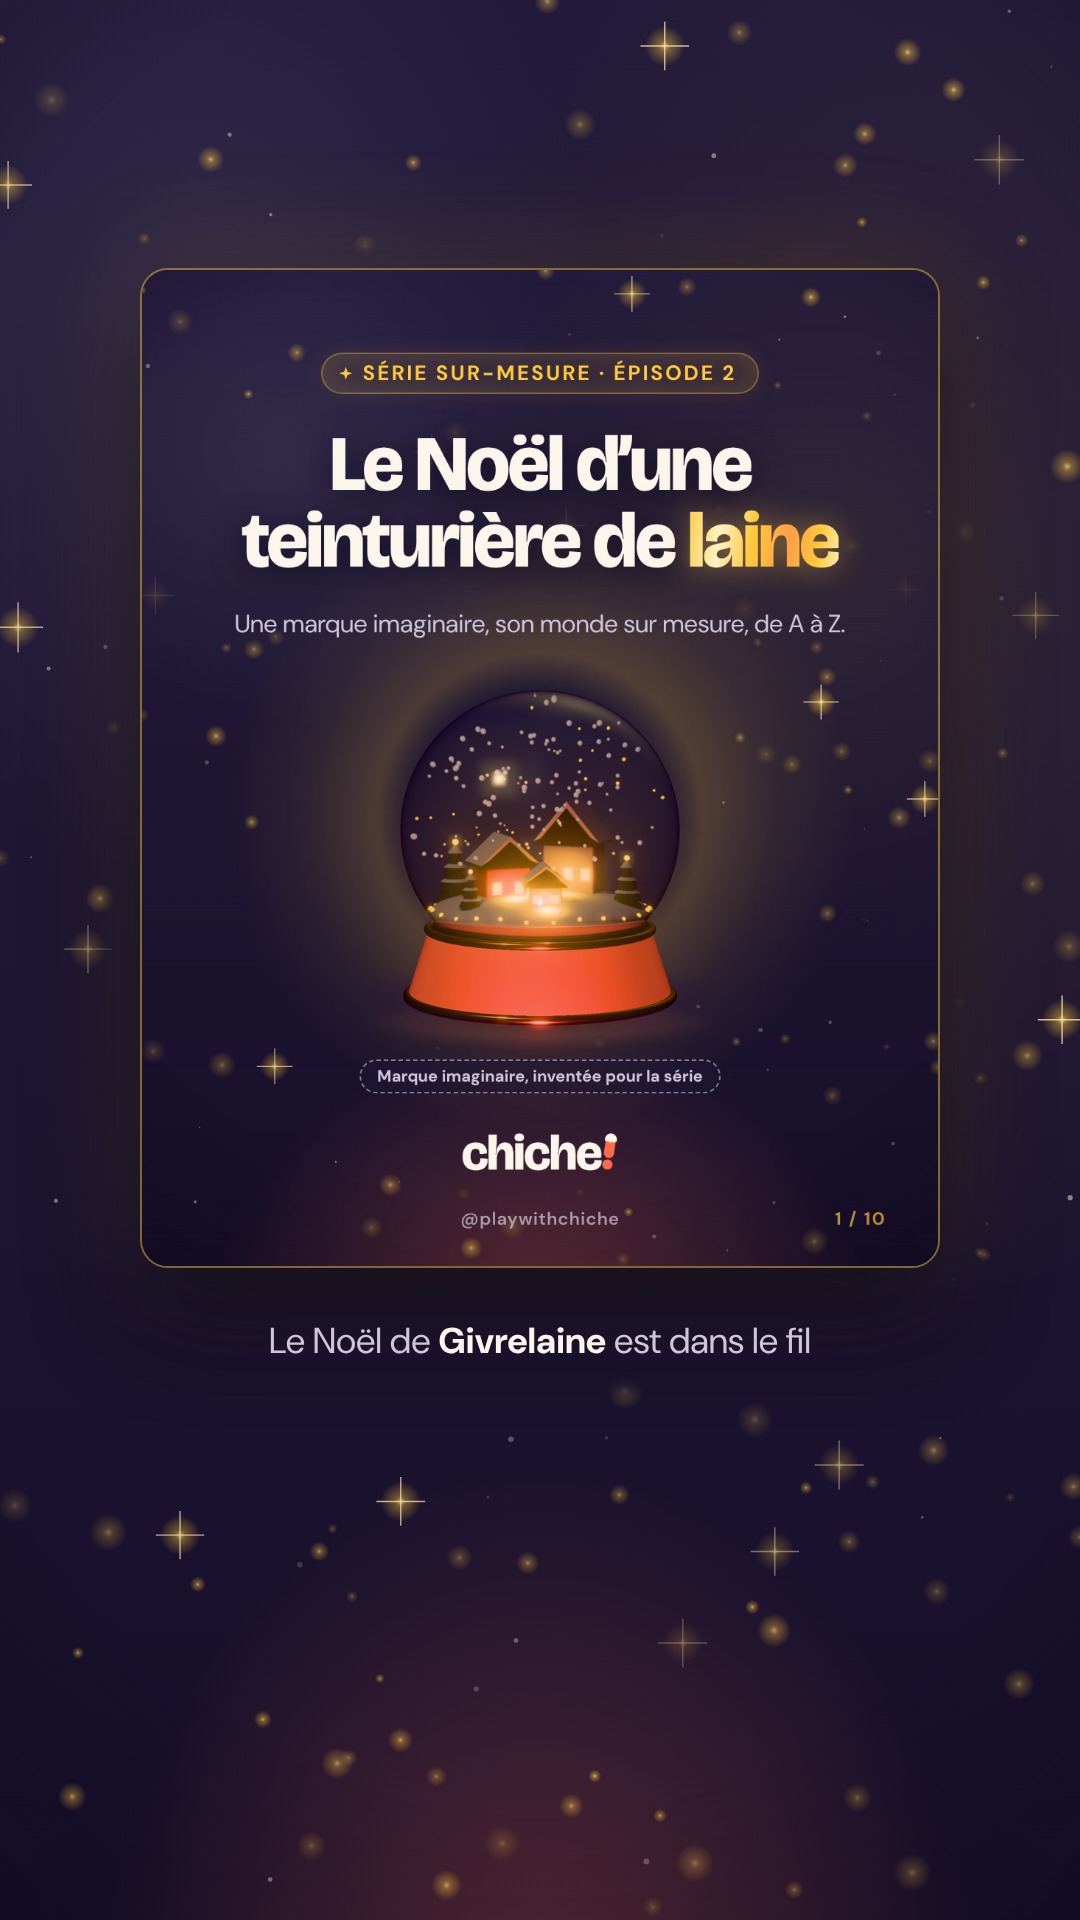 ✦ SÉRIE SUR-MESURE · ÉPISODE 2
Le Noël d'une
teinturière de laine
Une marque imaginaire, son monde sur mesure, de A à Z.
Marque imaginaire, inventée pour la série
chiche!
@playwithchiche
1 / 10
Le Noël de Givrelaine est dans le fil